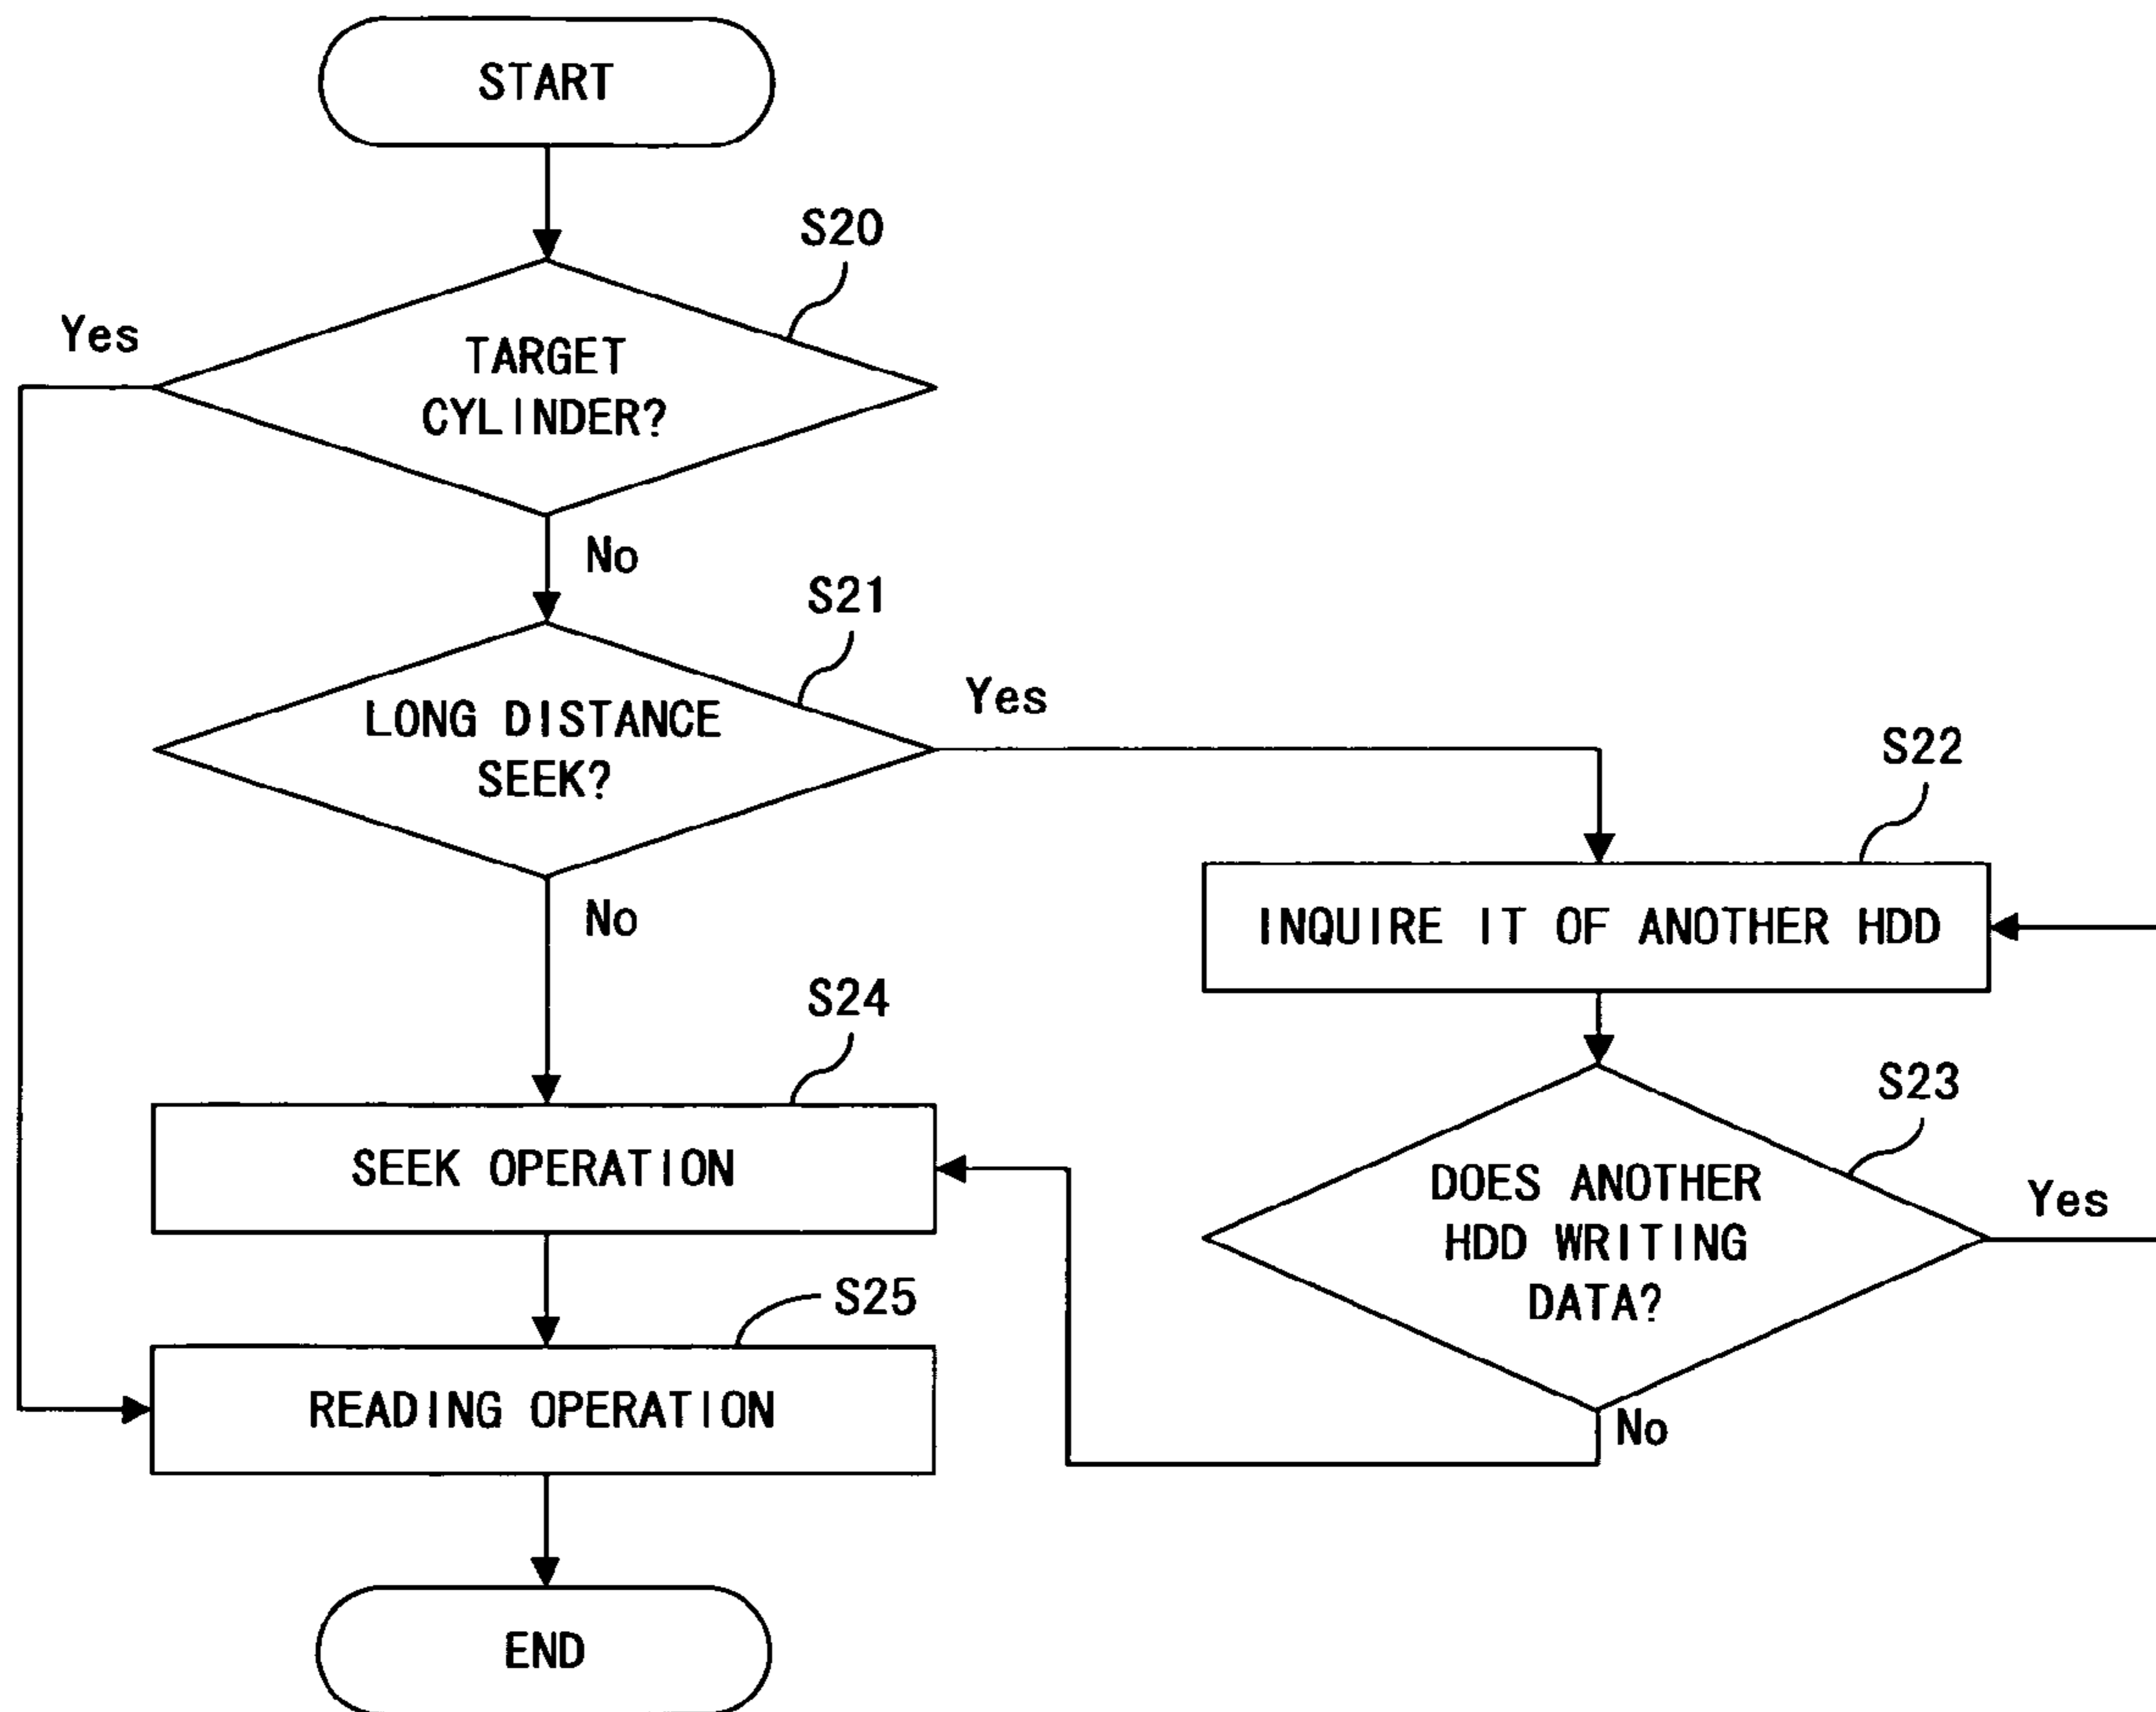 START
S20
Yes
TARGET
CYLINDER?
No
S21
LONG DISTANCE
SEEK?
Yes
No
S22
INQUIRE IT OF ANOTHER HDD
S23
DOES ANOTHER
HDD WRITING
DATA?
Yes
No
S24
SEEK OPERATION
S25
READING OPERATION
END